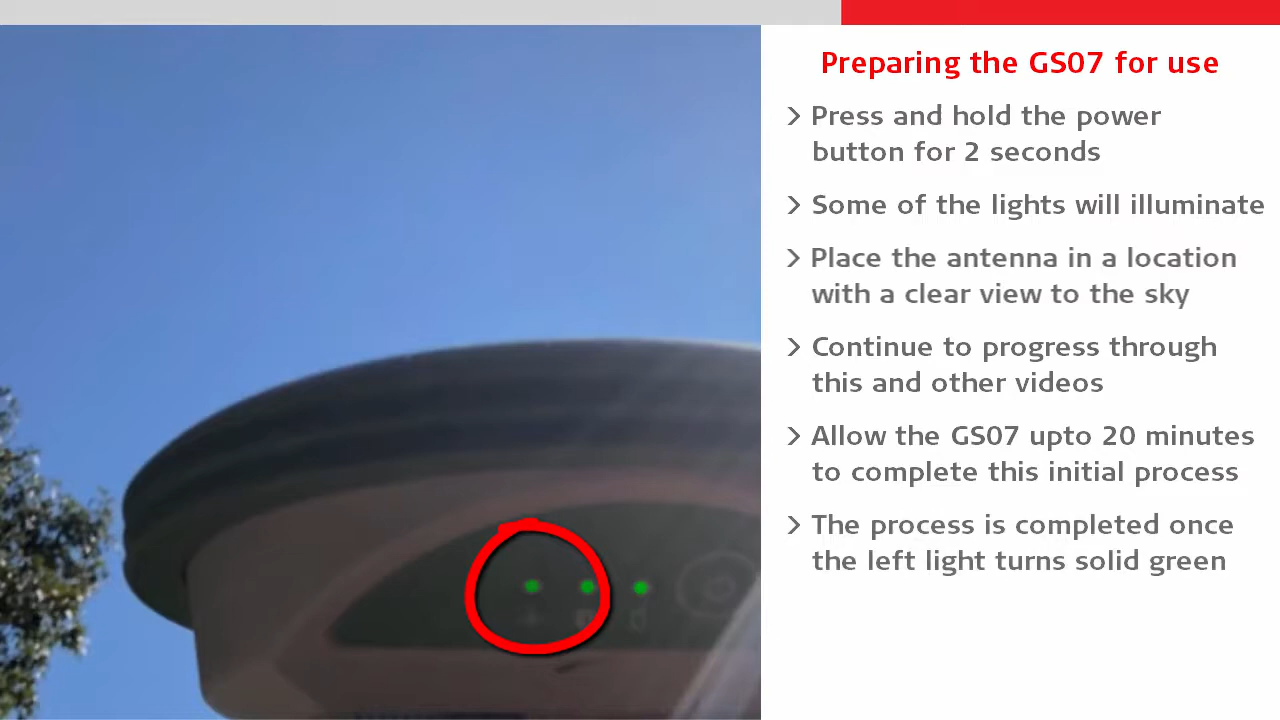 Preparing the GS07 for use
> Press and hold the power
button for 2 seconds
> Some of the lights will illuminate
> Place the antenna in a location
with a clear view to the sky
> Continue to progress through
this and other videos
> Allow the GS07 upto 20 minutes
to complete this initial process
> The process is completed once
the left light turns solid green